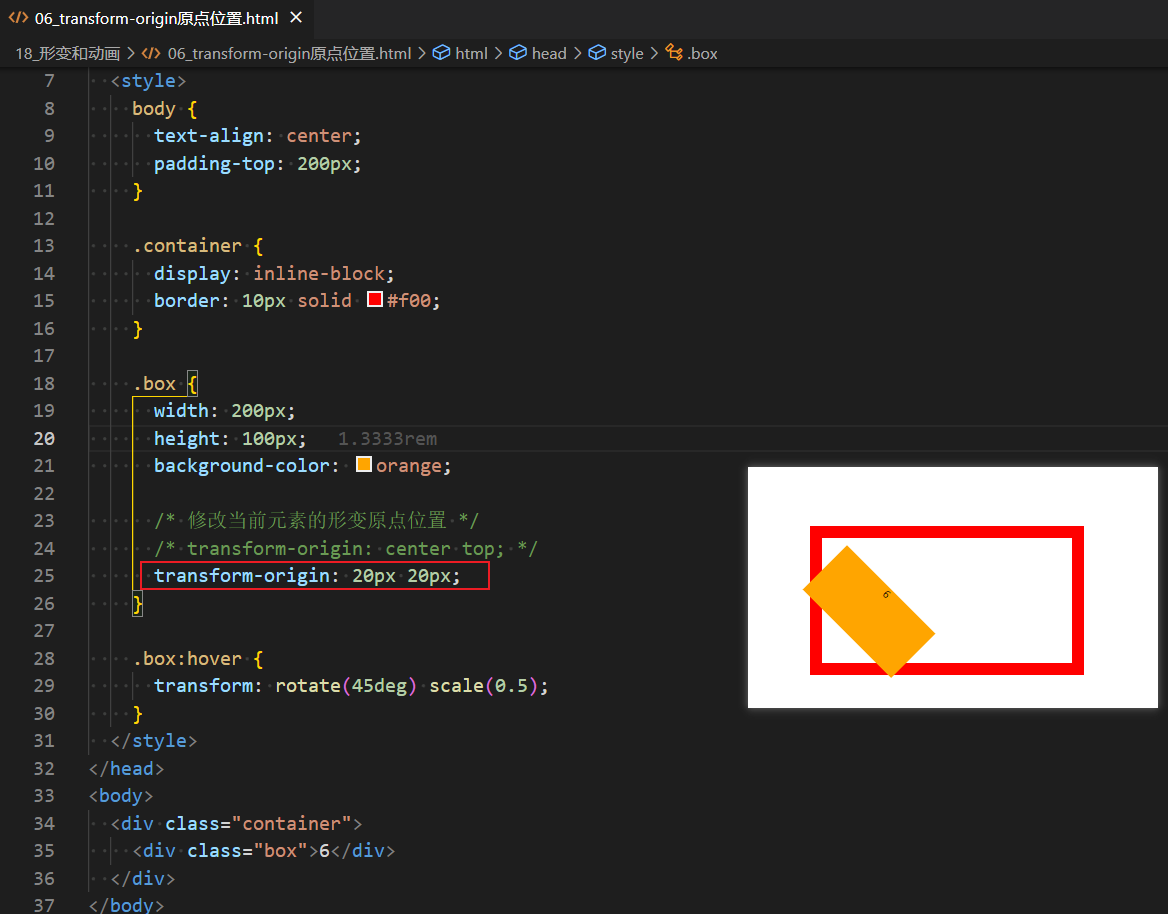 06_transform-origin原点位置.html
18_形变和动画 > 06_transform-origin原点位置.html > html > head > style > .box
7 <style>
8 body {
9 text-align: center;
10 padding-top: 200px;
11 }
12
13 .container {
14 display: inline-block;
15 border: 10px solid #f00;
16 }
17
18 .box {
19 width: 200px;
20 height: 100px; 1.3333rem
21 background-color: orange;
22
23 /* 修改当前元素的形变原点位置 */
24 /* transform-origin: center top; */
25 transform-origin: 20px 20px;
26 }
27
28 .box:hover {
29 transform: rotate(45deg) scale(0.5);
30 }
31 </style>
32 </head>
33 <body>
34 <div class="container">
35 <div class="box">6</div>
36 </div>
37 </body>
6